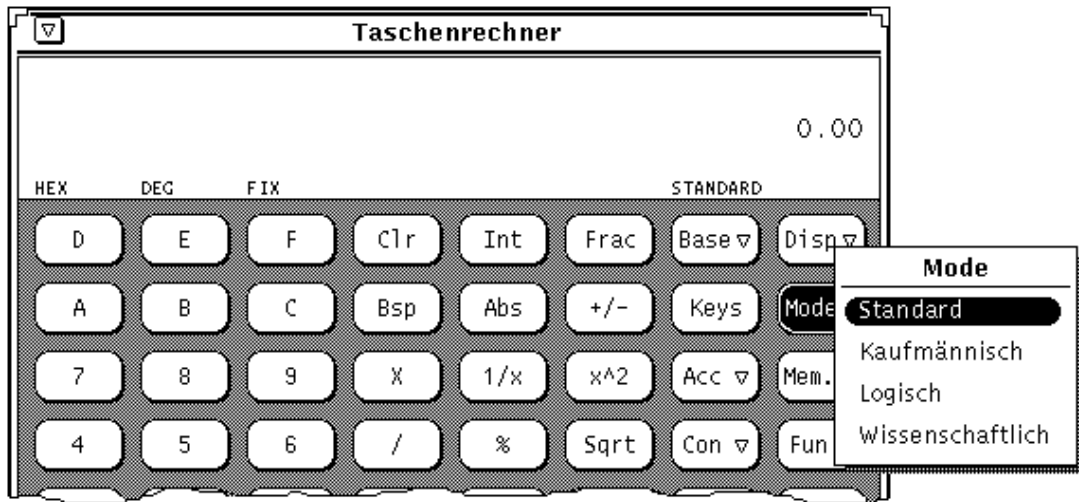 Taschenrechner
0.00
HEX DEG FIX STANDARD
D E F Clr Int Frac Base Disp
A B C Bsp Abs +/- Keys Mode
7 8 9 X 1/x x^2 Acc Mem.
4 5 6 / % Sqrt Con Fun
Mode
Standard
Kaufmännisch
Logisch
Wissenschaftlich